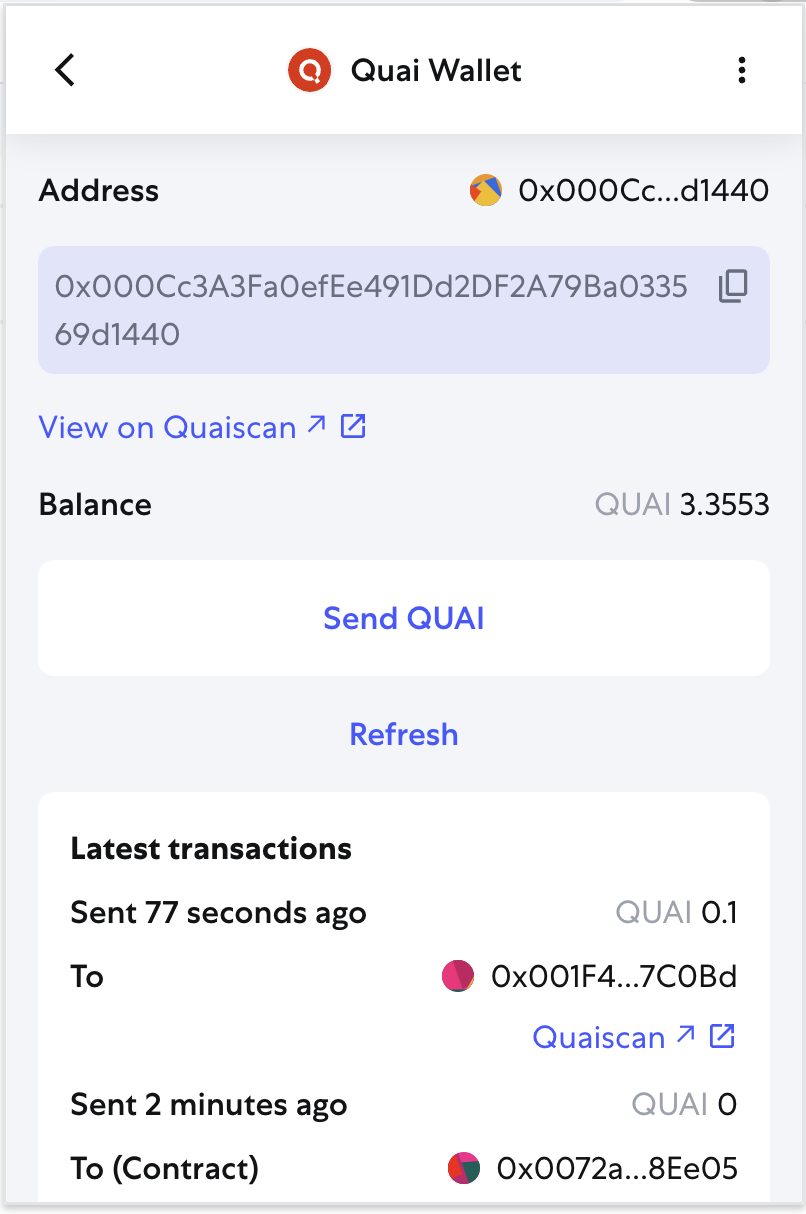 Quai Wallet
Address 0x000Cc...d1440
0x000Cc3A3Fa0efEe491Dd2DF2A79Ba0335
69d1440
View on Quaiscan ↗
Balance QUAI 3.3553
Send QUAI
Refresh
Latest transactions
Sent 77 seconds ago QUAI 0.1
To 0x001F4...7C0Bd
Quaiscan ↗
Sent 2 minutes ago QUAI 0
To (Contract) 0x0072a...8Ee05